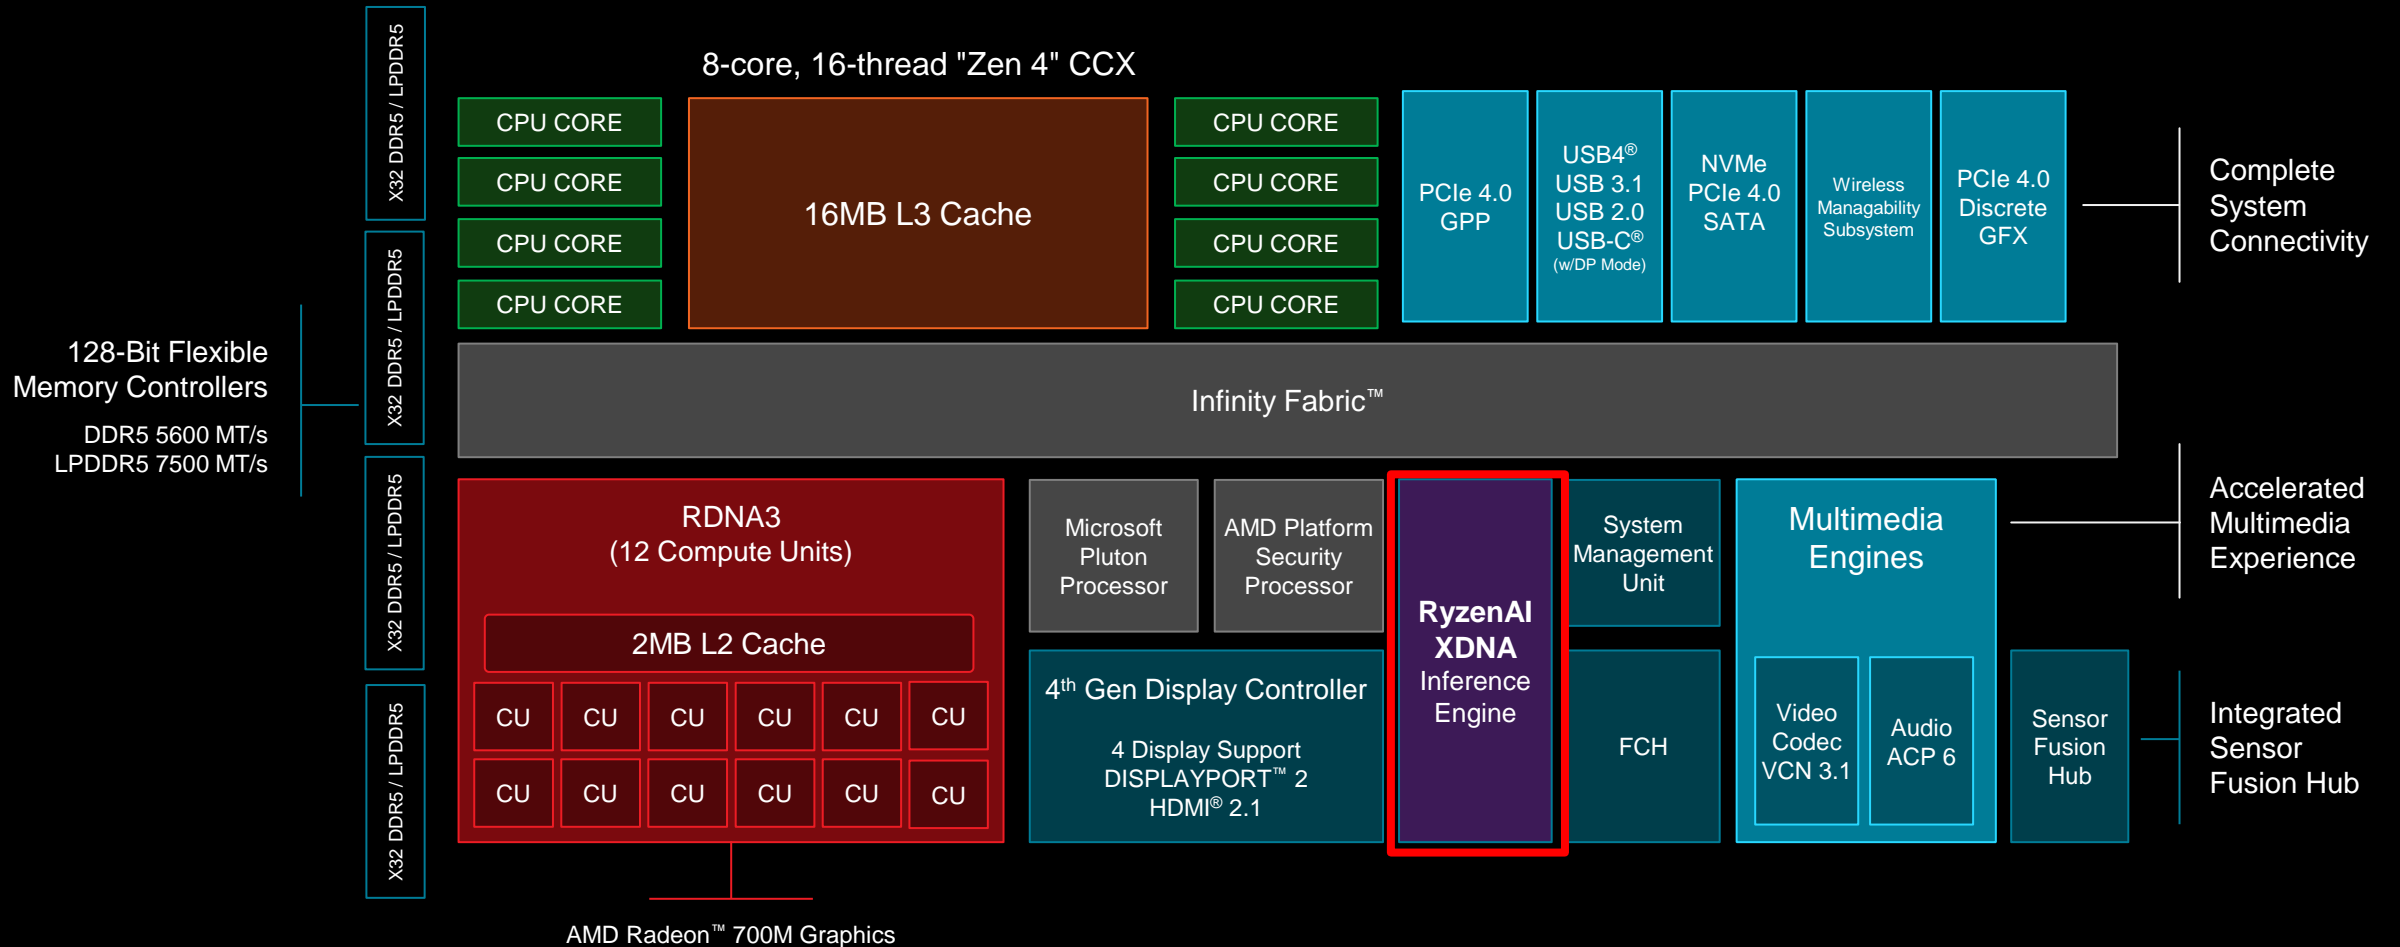 X32 DDR5 / LPDDR5
X32 DDR5 / LPDDR5
X32 DDR5 / LPDDR5
X32 DDR5 / LPDDR5
128-Bit Flexible
Memory Controllers
DDR5 5600 MT/s
LPDDR5 7500 MT/s
8-core, 16-thread "Zen 4" CCX
CPU CORE
CPU CORE
CPU CORE
CPU CORE
16MB L3 Cache
CPU CORE
CPU CORE
CPU CORE
CPU CORE
PCIe 4.0
GPP
USB4®
USB 3.1
USB 2.0
USB-C®
(w/DP Mode)
NVMe
PCIe 4.0
SATA
Wireless
Managability
Subsystem
PCIe 4.0
Discrete
GFX
Complete
System
Connectivity
Infinity Fabric™
RDNA3
(12 Compute Units)
2MB L2 Cache
CU
CU
CU
CU
CU
CU
CU
CU
CU
CU
CU
CU
AMD Radeon™ 700M Graphics
Microsoft
Pluton
Processor
AMD Platform
Security
Processor
4th Gen Display Controller
4 Display Support
DISPLAYPORT™ 2
HDMI® 2.1
RyzenAI
XDNA
Inference
Engine
System
Management
Unit
FCH
Multimedia
Engines
Video
Codec
VCN 3.1
Audio
ACP 6
Sensor
Fusion
Hub
Accelerated
Multimedia
Experience
Integrated
Sensor
Fusion Hub